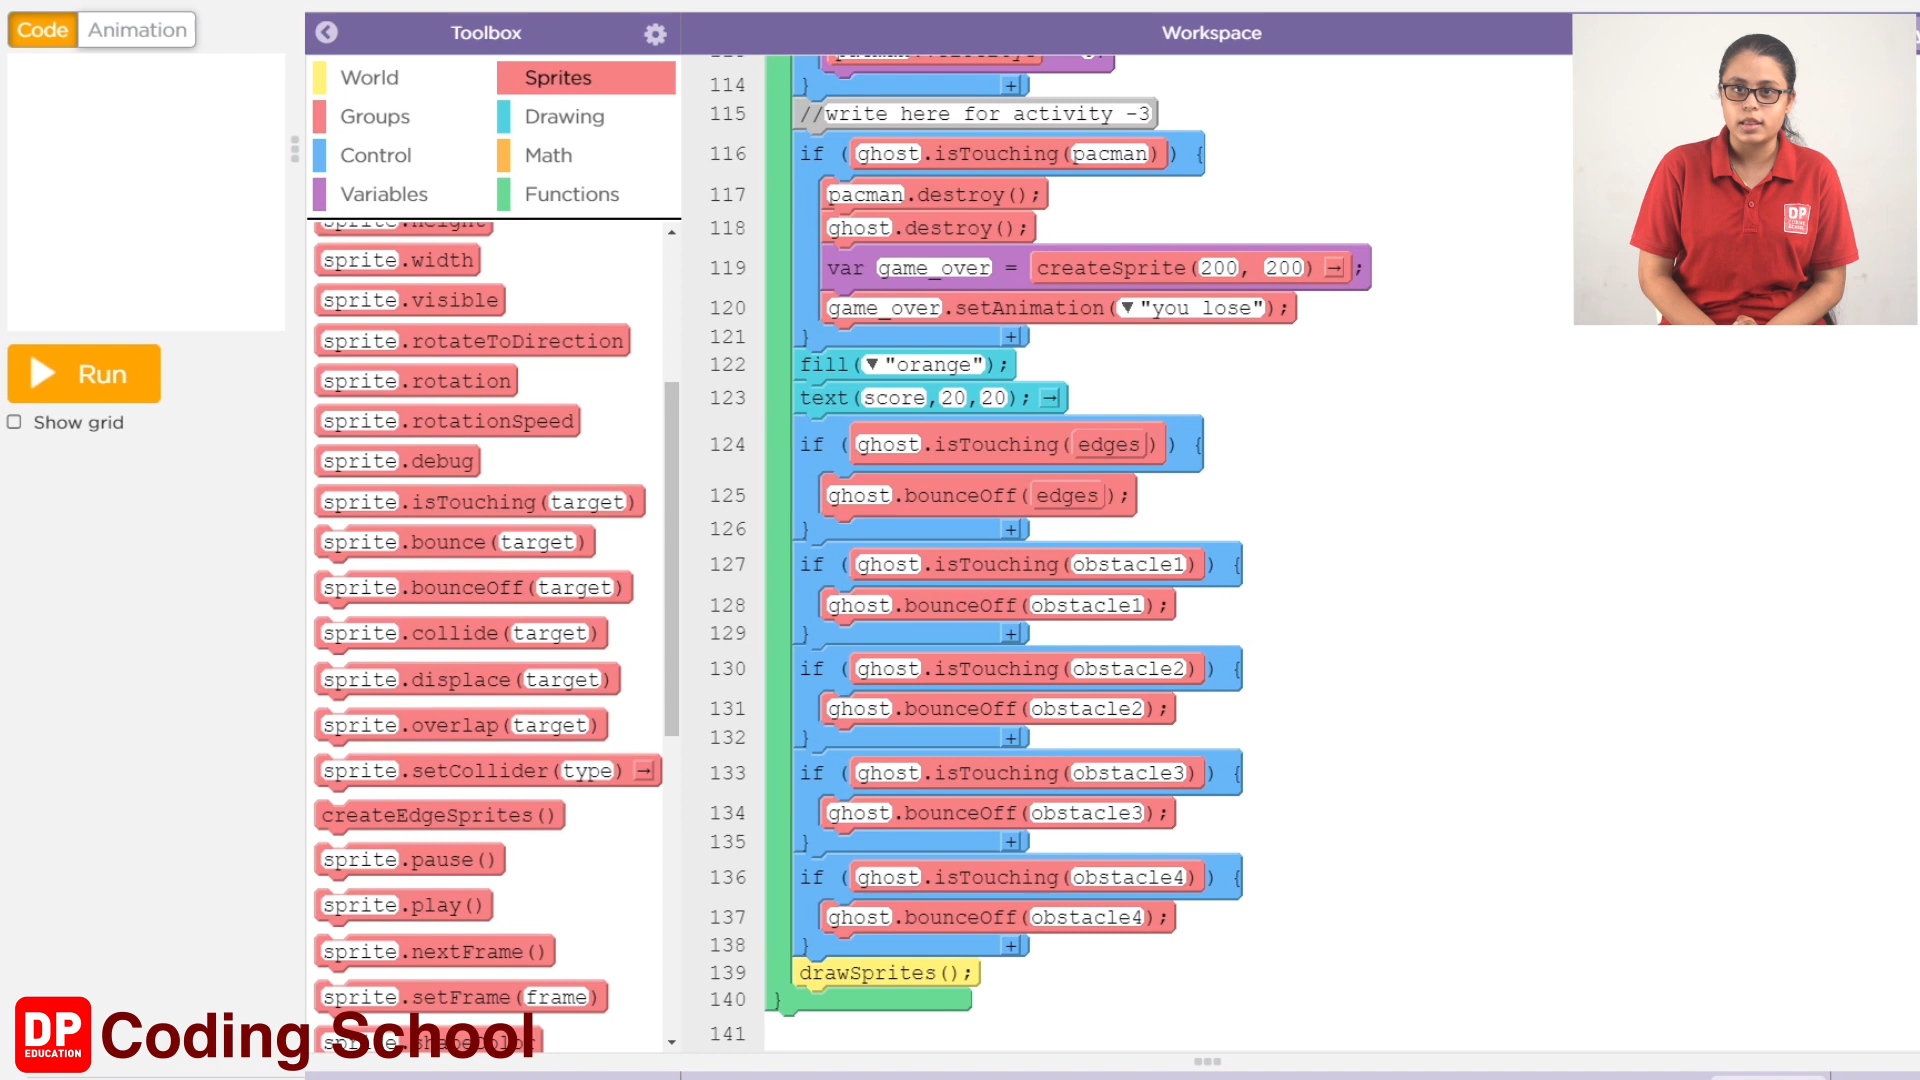 Code Animation
Toolbox
Workspace
World Sprites
Groups Drawing
Control Math
Variables Functions
Run
Show grid
sprite.height
sprite.width
sprite.visible
sprite.rotateToDirection
sprite.rotation
sprite.rotationSpeed
sprite.debug
sprite.isTouching(target)
sprite.bounce(target)
sprite.bounceOff(target)
sprite.collide(target)
sprite.displace(target)
sprite.overlap(target)
sprite.setCollider(type) →
createEdgeSprites()
sprite.pause()
sprite.play()
sprite.nextFrame()
sprite.setFrame(frame)
sprite.shapeColor
114 } +
115 //write here for activity -3
116 if (ghost.isTouching(pacman)) {
117 pacman.destroy();
118 ghost.destroy();
119 var game_over = createSprite(200, 200) →;
120 game_over.setAnimation(▼"you lose");
121 } +
122 fill(▼"orange");
123 text(score,20,20); →
124 if (ghost.isTouching(edges)) {
125 ghost.bounceOff(edges);
126 } +
127 if (ghost.isTouching(obstacle1)) {
128 ghost.bounceOff(obstacle1);
129 } +
130 if (ghost.isTouching(obstacle2)) {
131 ghost.bounceOff(obstacle2);
132 } +
133 if (ghost.isTouching(obstacle3)) {
134 ghost.bounceOff(obstacle3);
135 } +
136 if (ghost.isTouching(obstacle4)) {
137 ghost.bounceOff(obstacle4);
138 } +
139 drawSprites();
140 }
141
DP
CODING
SCHOOL
DP
EDUCATION
Coding School